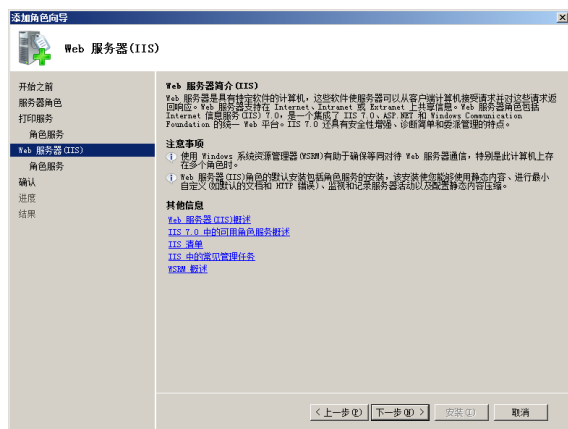 添加角色向导
Web 服务器(IIS)
开始之前
服务器角色
打印服务
角色服务
Web 服务器(IIS)
角色服务
确认
进度
结果
Web 服务器简介(IIS)
Web 服务器是具有特定软件的计算机，这些软件使服务器可以从客户端计算机接受请求并对这些请求返
回响应。Web 服务器支持在 Internet、Intranet 或 Extranet 上共享信息。Web 服务器角色包括
Internet 信息服务(IIS) 7.0，是一个集成了 IIS 7.0、ASP.NET 和 Windows Communication
Foundation 的统一 Web 平台。IIS 7.0 还具有安全性增强、诊断简单和委派管理的特点。
注意事项
使用 Windows 系统资源管理器(WSRM)有助于确保等同对待 Web 服务器通信，特别是此计算机上存
在多个角色时。
Web 服务器(IIS)角色的默认安装包括角色服务的安装，该安装使您能够使用静态内容、进行最小
自定义(如默认的文档和 HTTP 错误)、监视和记录服务器活动以及配置静态内容压缩。
其他信息
Web 服务器(IIS)概述
IIS 7.0 中的可用角色服务概述
IIS 清单
IIS 中的常见管理任务
WSRM 概述
< 上一步(P) 下一步(N) > 安装(I) 取消